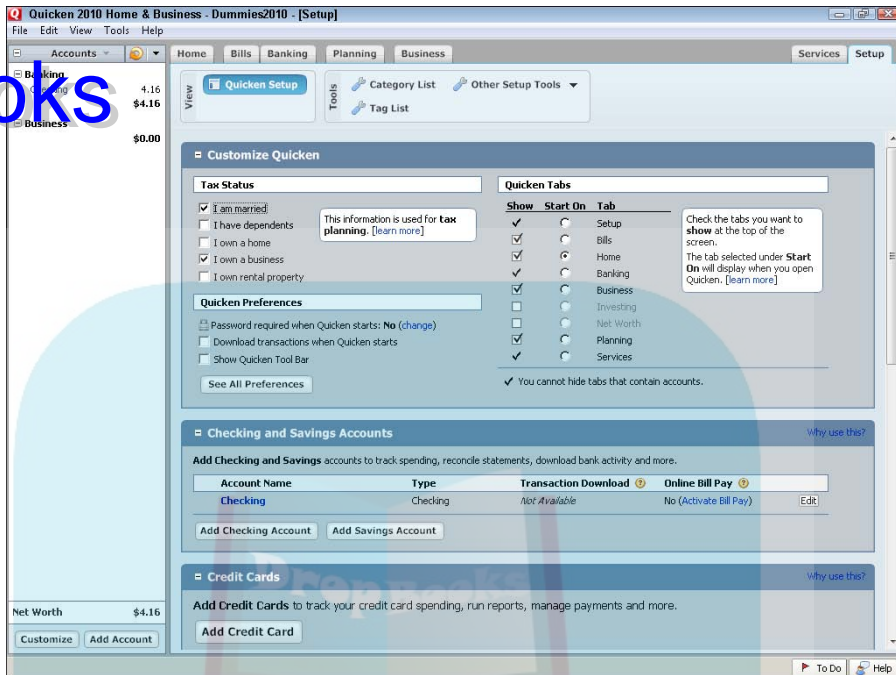 Quicken 2010 Home & Business - Dummies2010 - [Setup]
File Edit View Tools Help
Accounts
Home Bills Banking Planning Business Services Setup
Banking
4.16
$4.16
Business
$0.00
oks
View
Quicken Setup
Tools
Category List
Other Setup Tools
Tag List
Customize Quicken
Tax Status
I am married
I have dependents
I own a home
I own a business
I own rental property
This information is used for tax
planning. [learn more]
Quicken Preferences
Password required when Quicken starts: No (change)
Download transactions when Quicken starts
Show Quicken Tool Bar
See All Preferences
Quicken Tabs
Show Start On Tab
Setup
Bills
Home
Banking
Business
Investing
Net Worth
Planning
Services
Check the tabs you want to
show at the top of the
screen.
The tab selected under Start
On will display when you open
Quicken. [learn more]
You cannot hide tabs that contain accounts.
Checking and Savings Accounts Why use this?
Add Checking and Savings accounts to track spending, reconcile statements, download bank activity and more.
Account Name Type Transaction Download Online Bill Pay
Checking Checking Not Available No (Activate Bill Pay) Edit
Add Checking Account Add Savings Account
DropBooks
Credit Cards Why use this?
Add Credit Cards to track your credit card spending, run reports, manage payments and more.
Add Credit Card
Net Worth $4.16
Customize Add Account
To Do Help